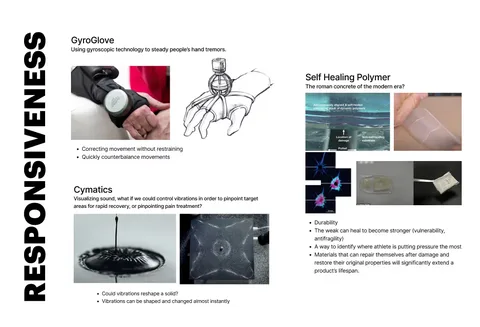 RESPONSIVENESS
GyroGlove
Using gyroscopic technology to steady people's hand tremors.
• Correcting movement without restraining
• Quickly counterbalance movements
Cymatics
Visualizing sound, what if we could control vibrations in order to pinpoint target
areas for rapid recovery, or pinpointing pain treatment?
• Could vibrations reshape a solid?
• Vibrations can be shaped and changed almost instantly
Self Healing Polymer
The roman concrete of the modern era?
Location of
damage
• Durability
• The weak can heal to become stronger (vulnerability,
antifragility)
• A way to identify where athlete is putting pressure the most
• Materials that can repair themselves after damage and
restore their original properties will significantly extend a
product's lifespan.